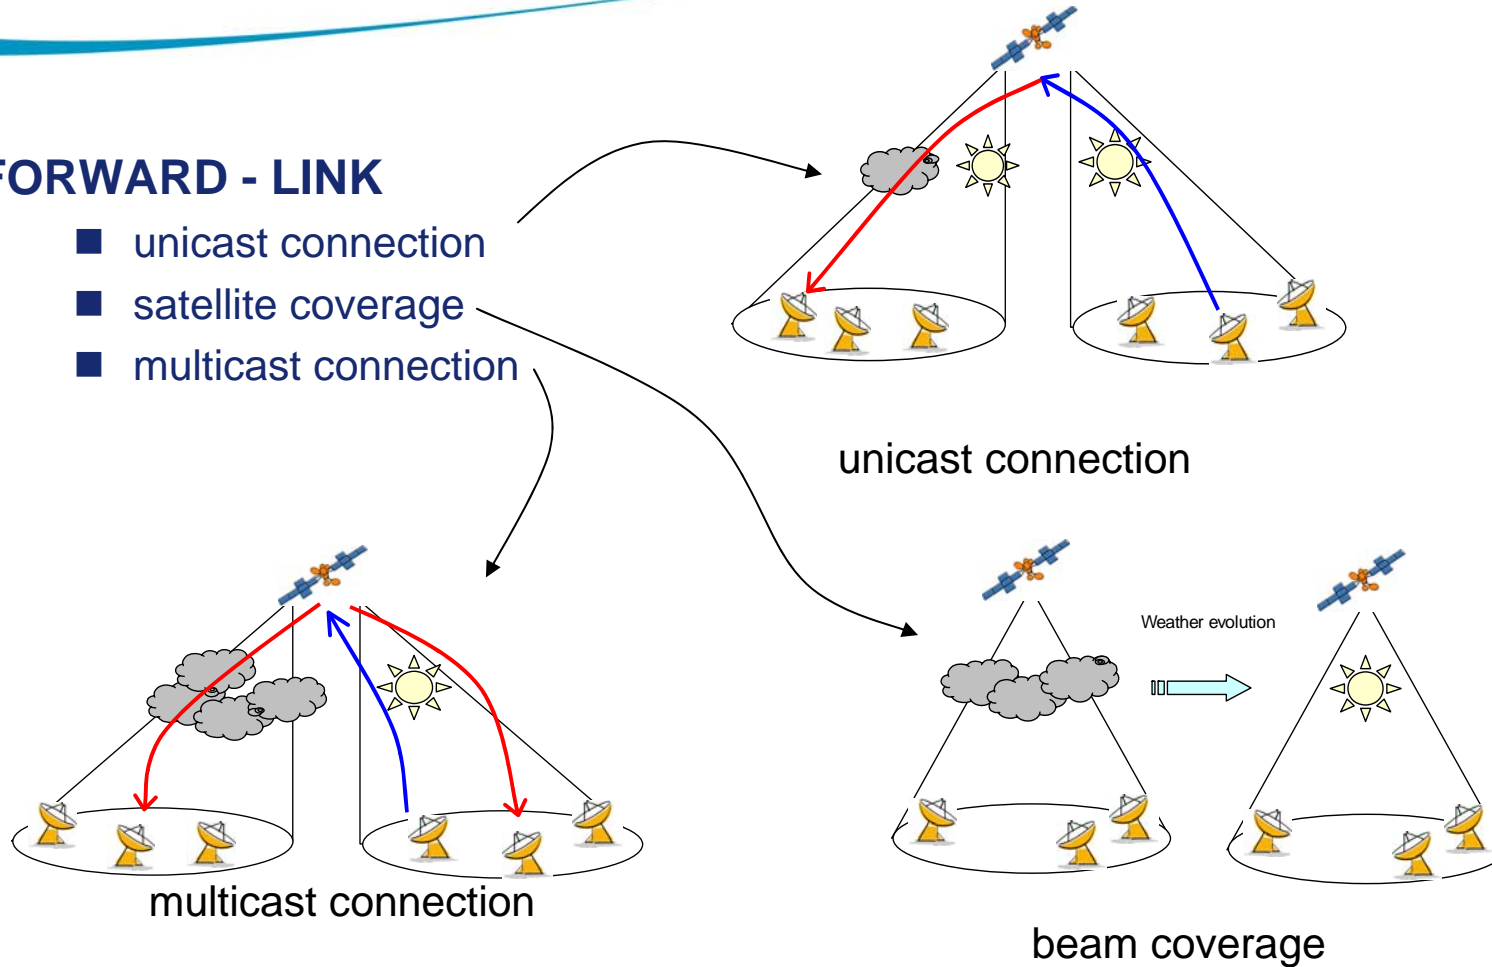 FORWARD - LINK
unicast connection
satellite coverage
multicast connection
unicast connection
Weather evolution
multicast connection
beam coverage